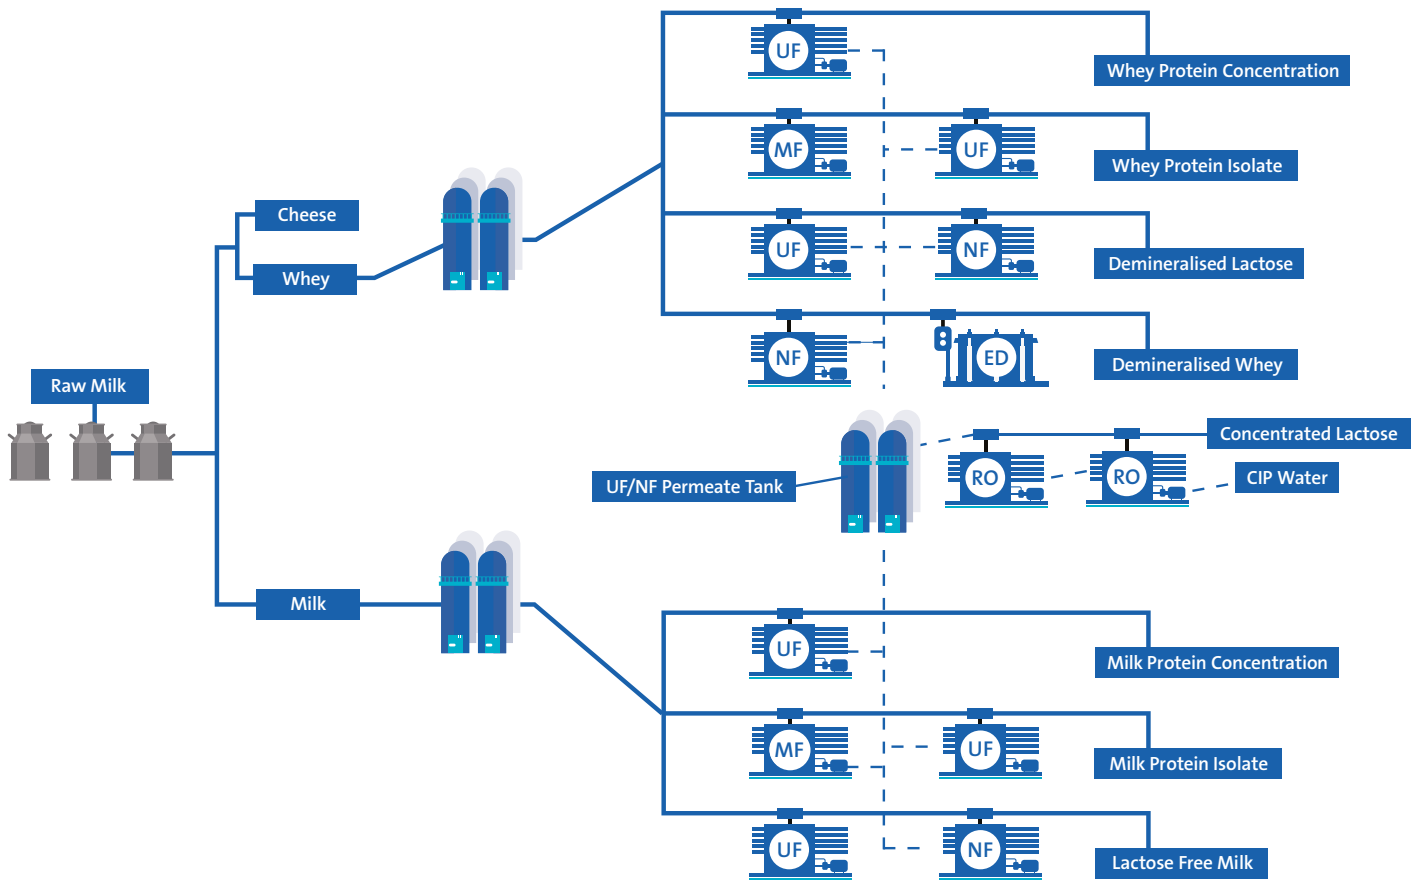 UF
Whey Protein Concentration
MF
UF
Whey Protein Isolate
Cheese
UF
NF
Whey
Demineralised Lactose
NF
ED
Demineralised Whey
Raw Milk
Concentrated Lactose
UF/NF Permeate Tank
RO
RO
CIP Water
Milk
UF
Milk Protein Concentration
MF
UF
Milk Protein Isolate
UF
NF
Lactose Free Milk